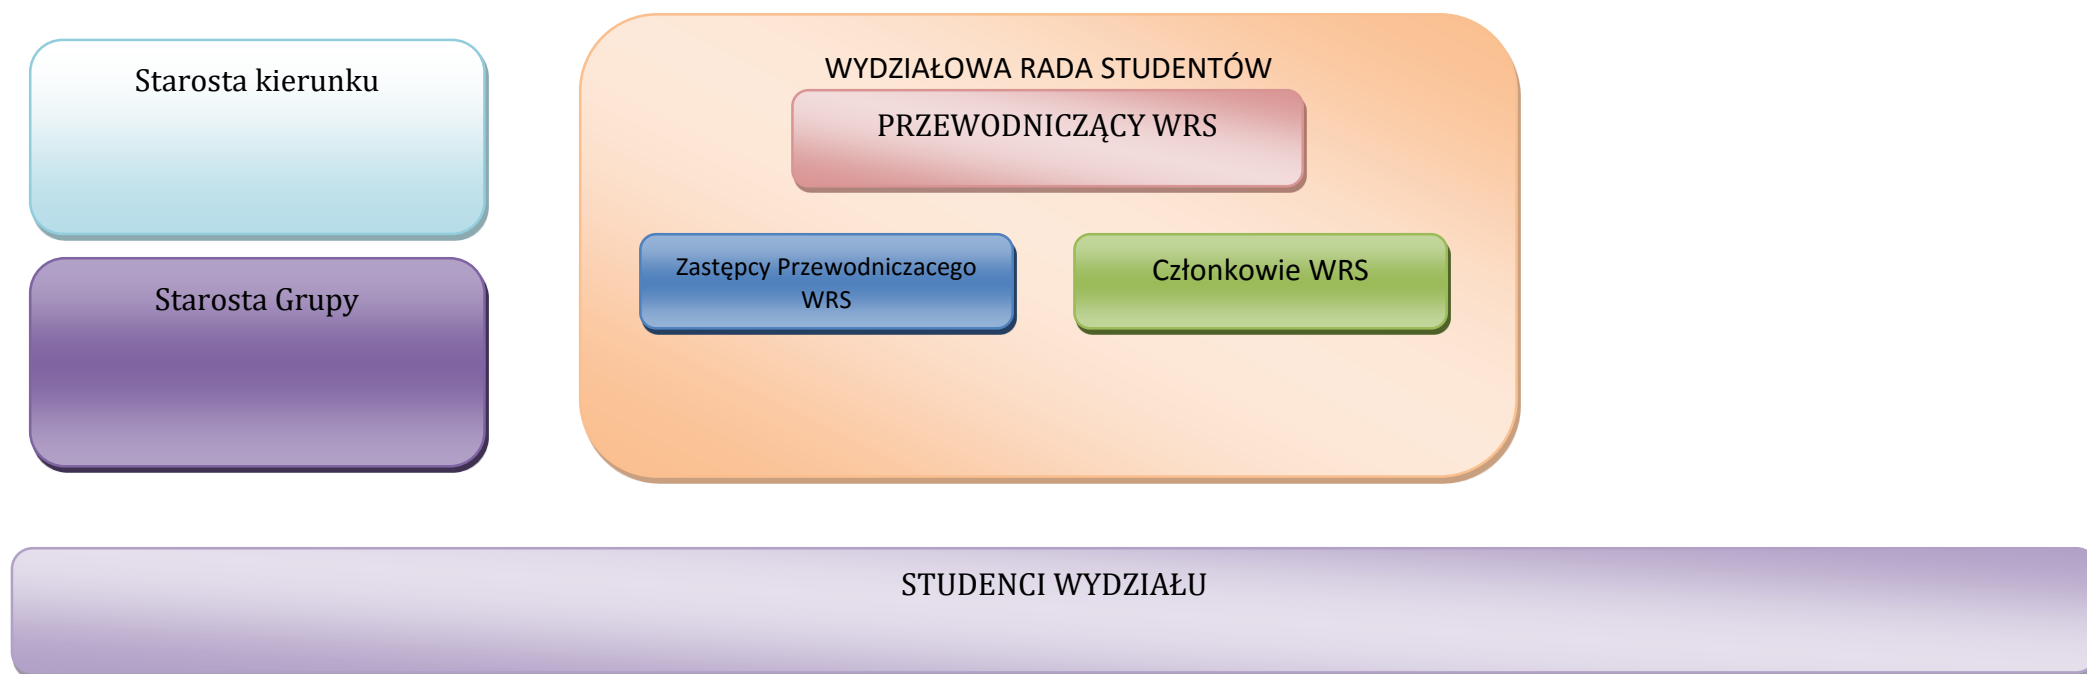 Starosta kierunku
Starosta Grupy
WYDZIAŁOWA RADA STUDENTÓW
PRZEWODNICZĄCY WRS
Zastępcy Przewodniczacego
WRS
Członkowie WRS
STUDENCI WYDZIAŁU